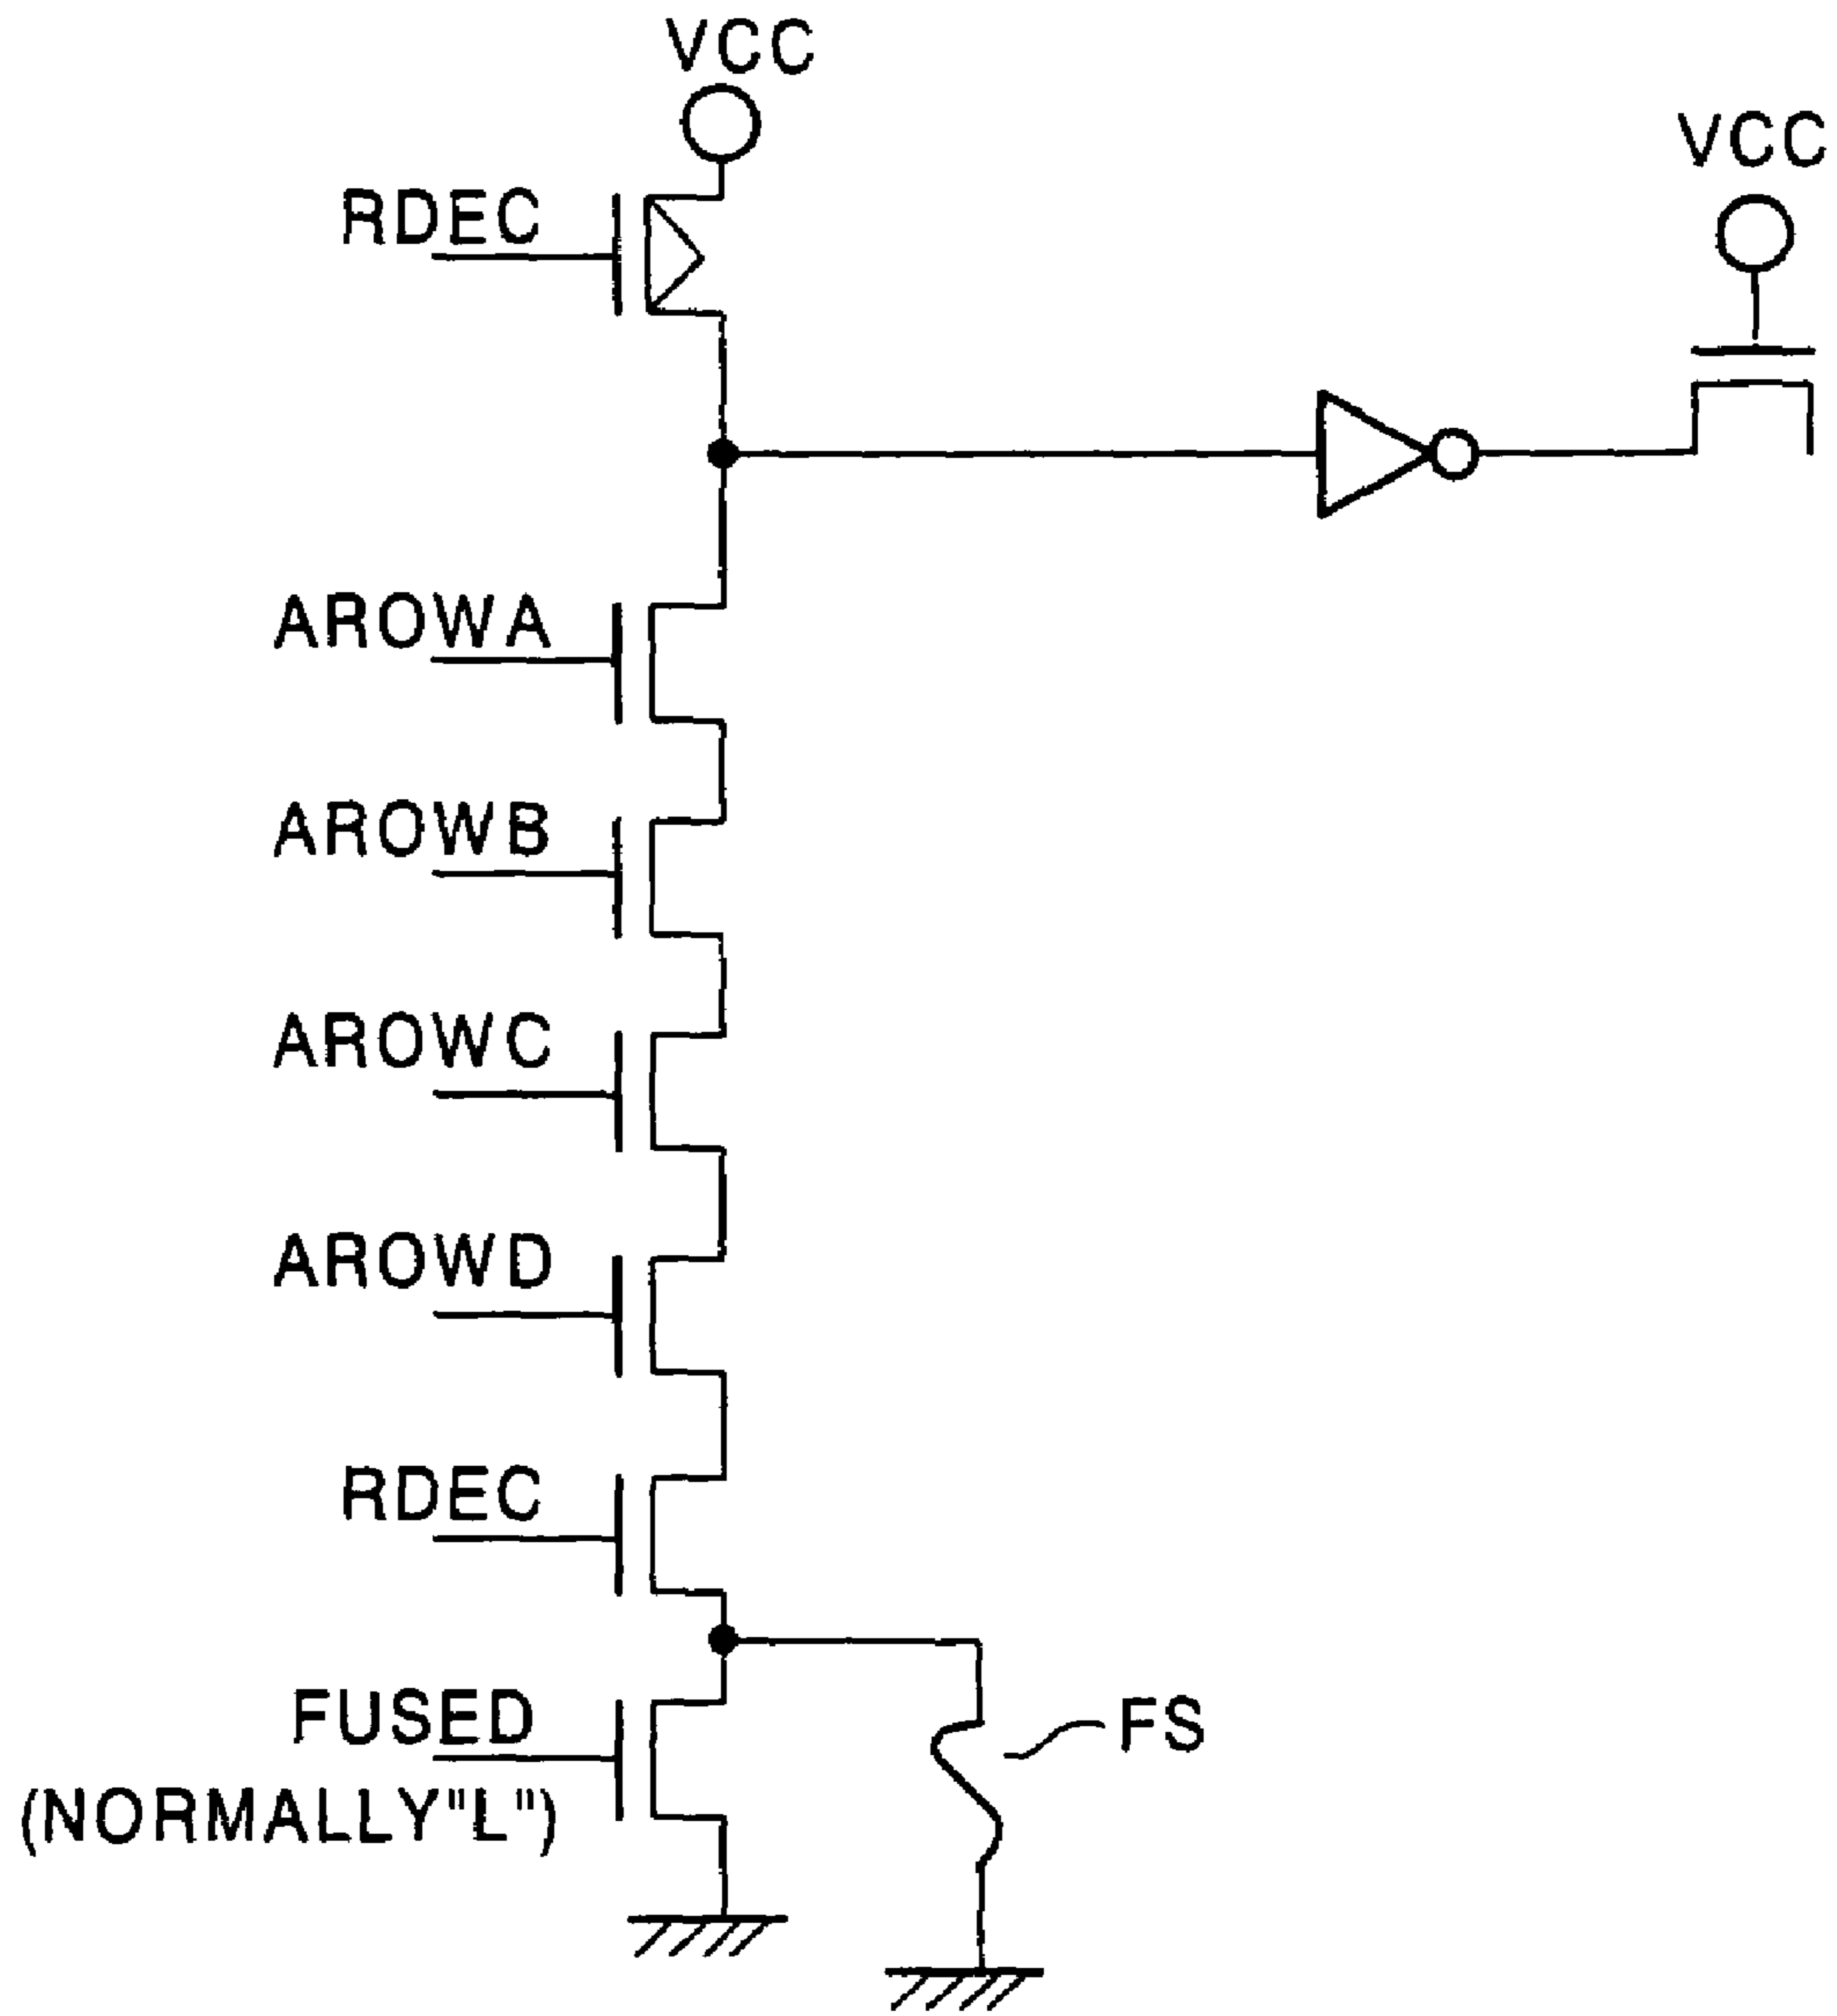 VCC
VCC
RDEC
AROWA
AROWB
AROWC
AROWD
RDEC
FUSED
(NORMALLY"L")
FS